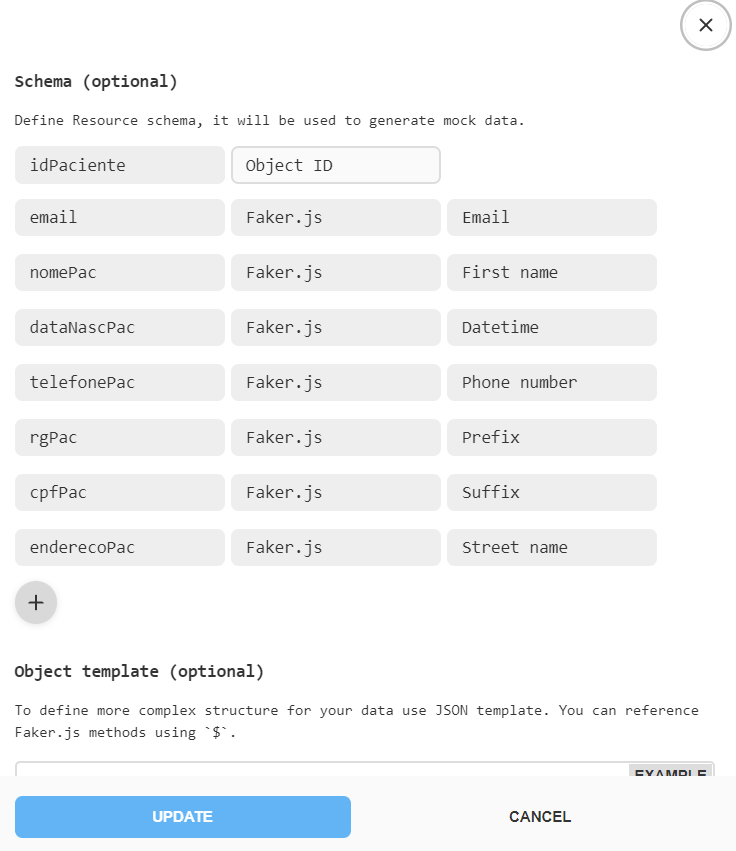 Schema (optional)
Define Resource schema, it will be used to generate mock data.
idPaciente Object ID
email Faker.js Email
nomePac Faker.js First name
dataNascPac Faker.js Datetime
telefonePac Faker.js Phone number
rgPac Faker.js Prefix
cpfPac Faker.js Suffix
enderecoPac Faker.js Street name
+
Object template (optional)
To define more complex structure for your data use JSON template. You can reference
Faker.js methods using `$`.
EXAMPLE
UPDATE CANCEL